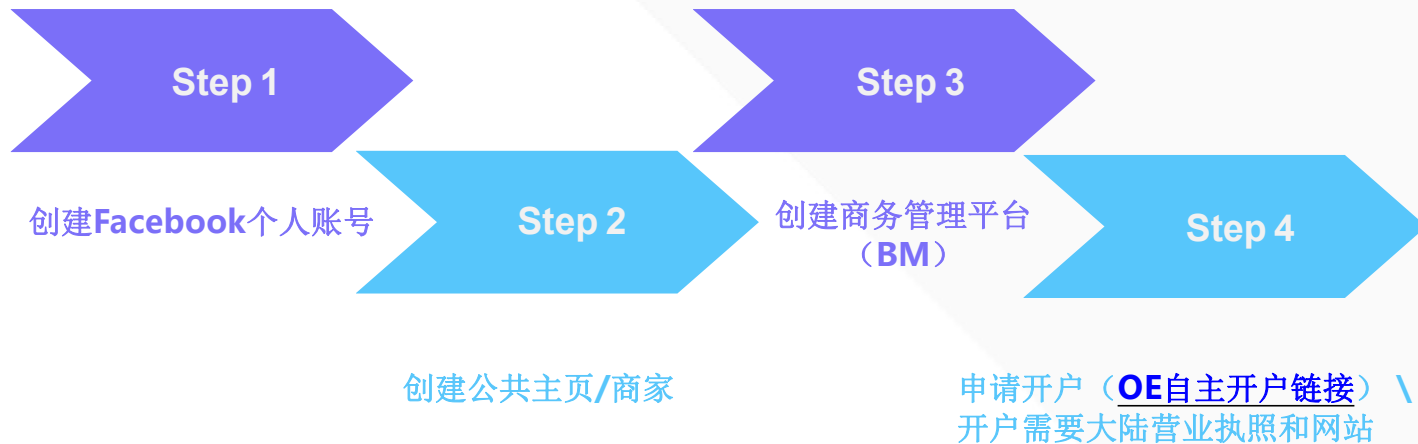 Step 1
创建Facebook个人账号
Step 2
创建公共主页/商家
Step 3
创建商务管理平台
（BM）
Step 4
申请开户（OE自主开户链接） \
开户需要大陆营业执照和网站